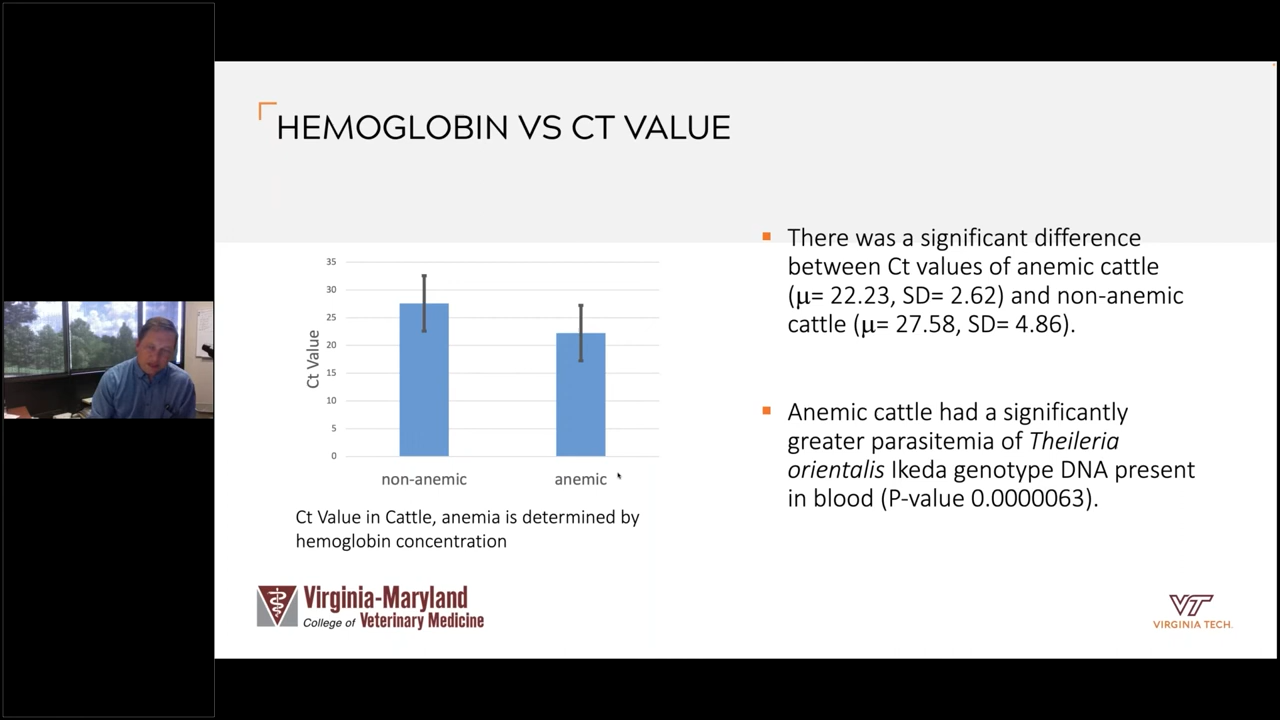 HEMOGLOBIN VS CT VALUE
There was a significant difference
between Ct values of anemic cattle
(μ= 22.23, SD= 2.62) and non-anemic
cattle (μ= 27.58, SD= 4.86).
Anemic cattle had a significantly
greater parasitemia of Theileria
orientalis Ikeda genotype DNA present
in blood (P-value 0.0000063).
Ct Value
35
30
25
20
15
10
5
0
non-anemic
anemic
Ct Value in Cattle, anemia is determined by
hemoglobin concentration
Virginia-Maryland
College of Veterinary Medicine
VT
VIRGINIA TECH.